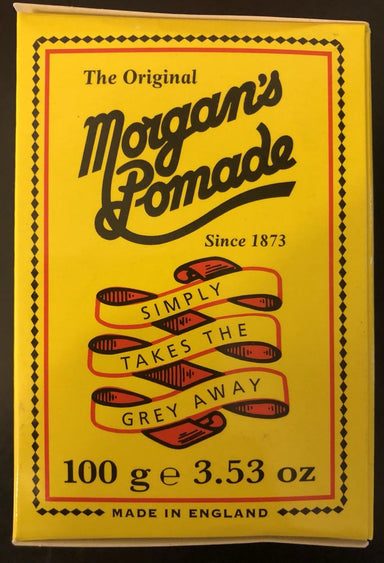 The Original
Morgan's
Pomade
Since 1873
SIMPLY
TAKES THE
GREY AWAY
100 g ℮ 3.53 oz
MADE IN ENGLAND